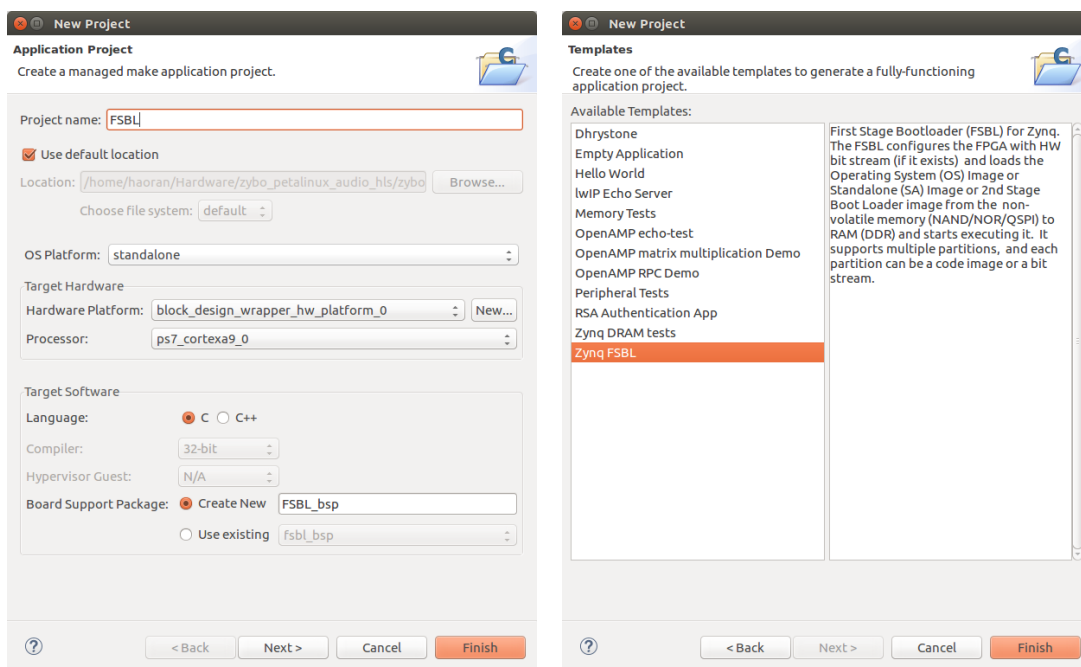 New Project
Application Project
Create a managed make application project.
Project name: FSBL
Use default location
Location: /home/haoran/Hardware/zybo_petalinux_audio_hls/zybo Browse...
Choose file system: default
OS Platform: standalone
Target Hardware
Hardware Platform: block_design_wrapper_hw_platform_0 New...
Processor: ps7_cortexa9_0
Target Software
Language: C C++
Compiler: 32-bit
Hypervisor Guest: N/A
Board Support Package: Create New FSBL_bsp
Use existing fsbl_bsp
? < Back Next > Cancel Finish
New Project
Templates
Create one of the available templates to generate a fully-functioning
application project.
Available Templates:
Dhrystone
Empty Application
Hello World
lwIP Echo Server
Memory Tests
OpenAMP echo-test
OpenAMP matrix multiplication Demo
OpenAMP RPC Demo
Peripheral Tests
RSA Authentication App
Zynq DRAM tests
Zynq FSBL
First Stage Bootloader (FSBL) for Zynq.
The FSBL configures the FPGA with HW
bit stream (if it exists) and loads the
Operating System (OS) Image or
Standalone (SA) Image or 2nd Stage
Boot Loader image from the non-
volatile memory (NAND/NOR/QSPI) to
RAM (DDR) and starts executing it. It
supports multiple partitions, and each
partition can be a code image or a bit
stream.
? < Back Next > Cancel Finish